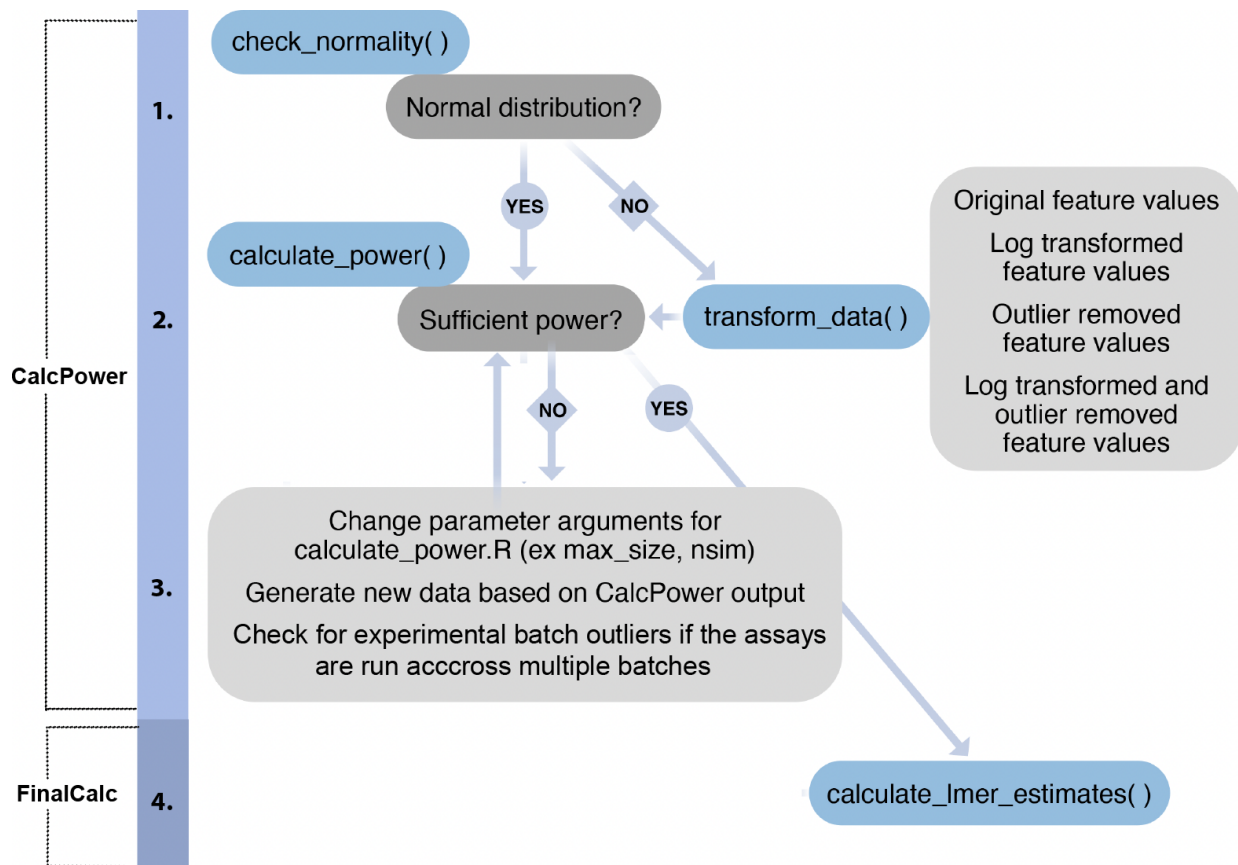 check_normality( )
1.
Normal distribution?
YES
NO
Original feature values
Log transformed
feature values
Outlier removed
feature values
Log transformed and
outlier removed
feature values
calculate_power( )
2.
Sufficient power?
transform_data( )
CalcPower
NO
YES
3.
Change parameter arguments for
calculate_power.R (ex max_size, nsim)
Generate new data based on CalcPower output
Check for experimental batch outliers if the assays
are run acccross multiple batches
FinalCalc
4.
calculate_lmer_estimates( )